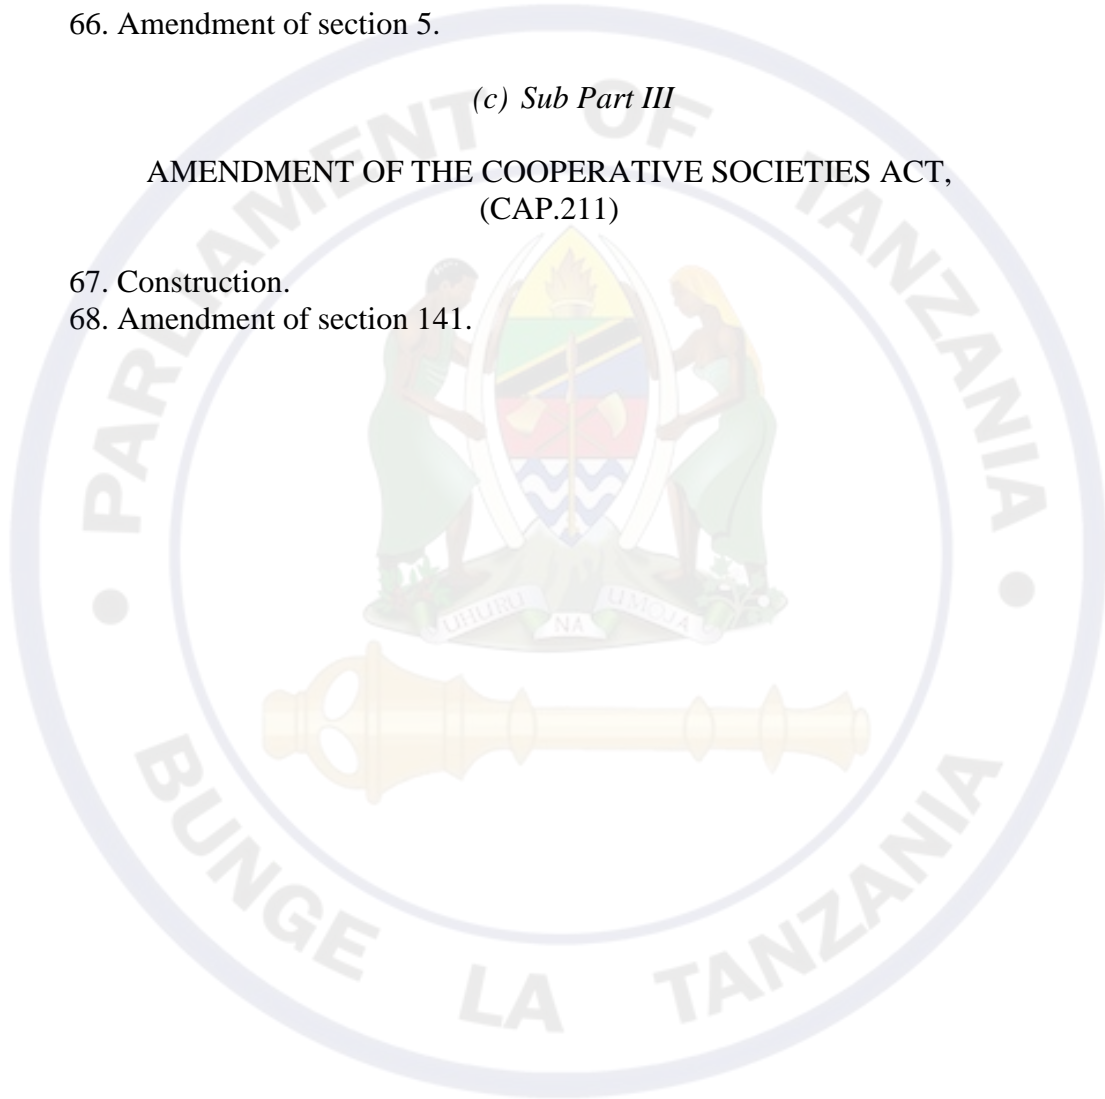 66. Amendment of section 5.
(c) Sub Part III
AMENDMENT OF THE COOPERATIVE SOCIETIES ACT,
(CAP.211)
67. Construction.
68. Amendment of section 141.
PARLIAMENT OF TANZANIA
UHURU NA UMOJA
BUNGE LA TANZANIA